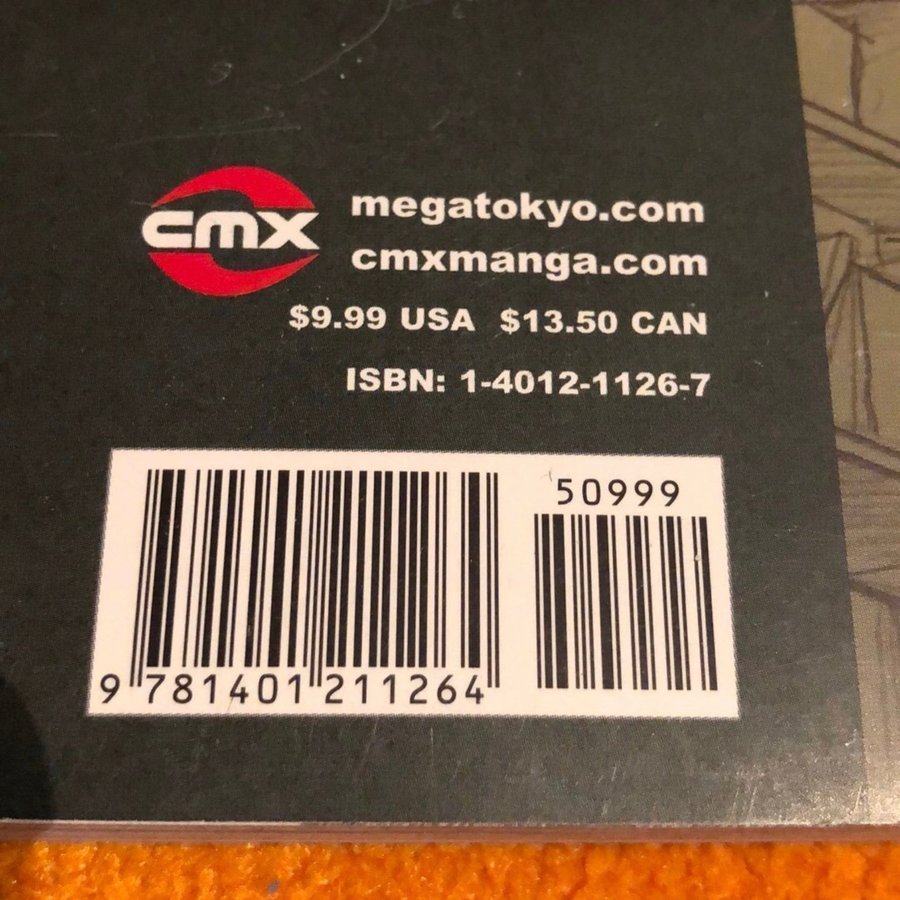 CMX
megatokyo.com
cmxmanga.com
$9.99 USA $13.50 CAN
ISBN: 1-4012-1126-7
50999
9 781401 211264